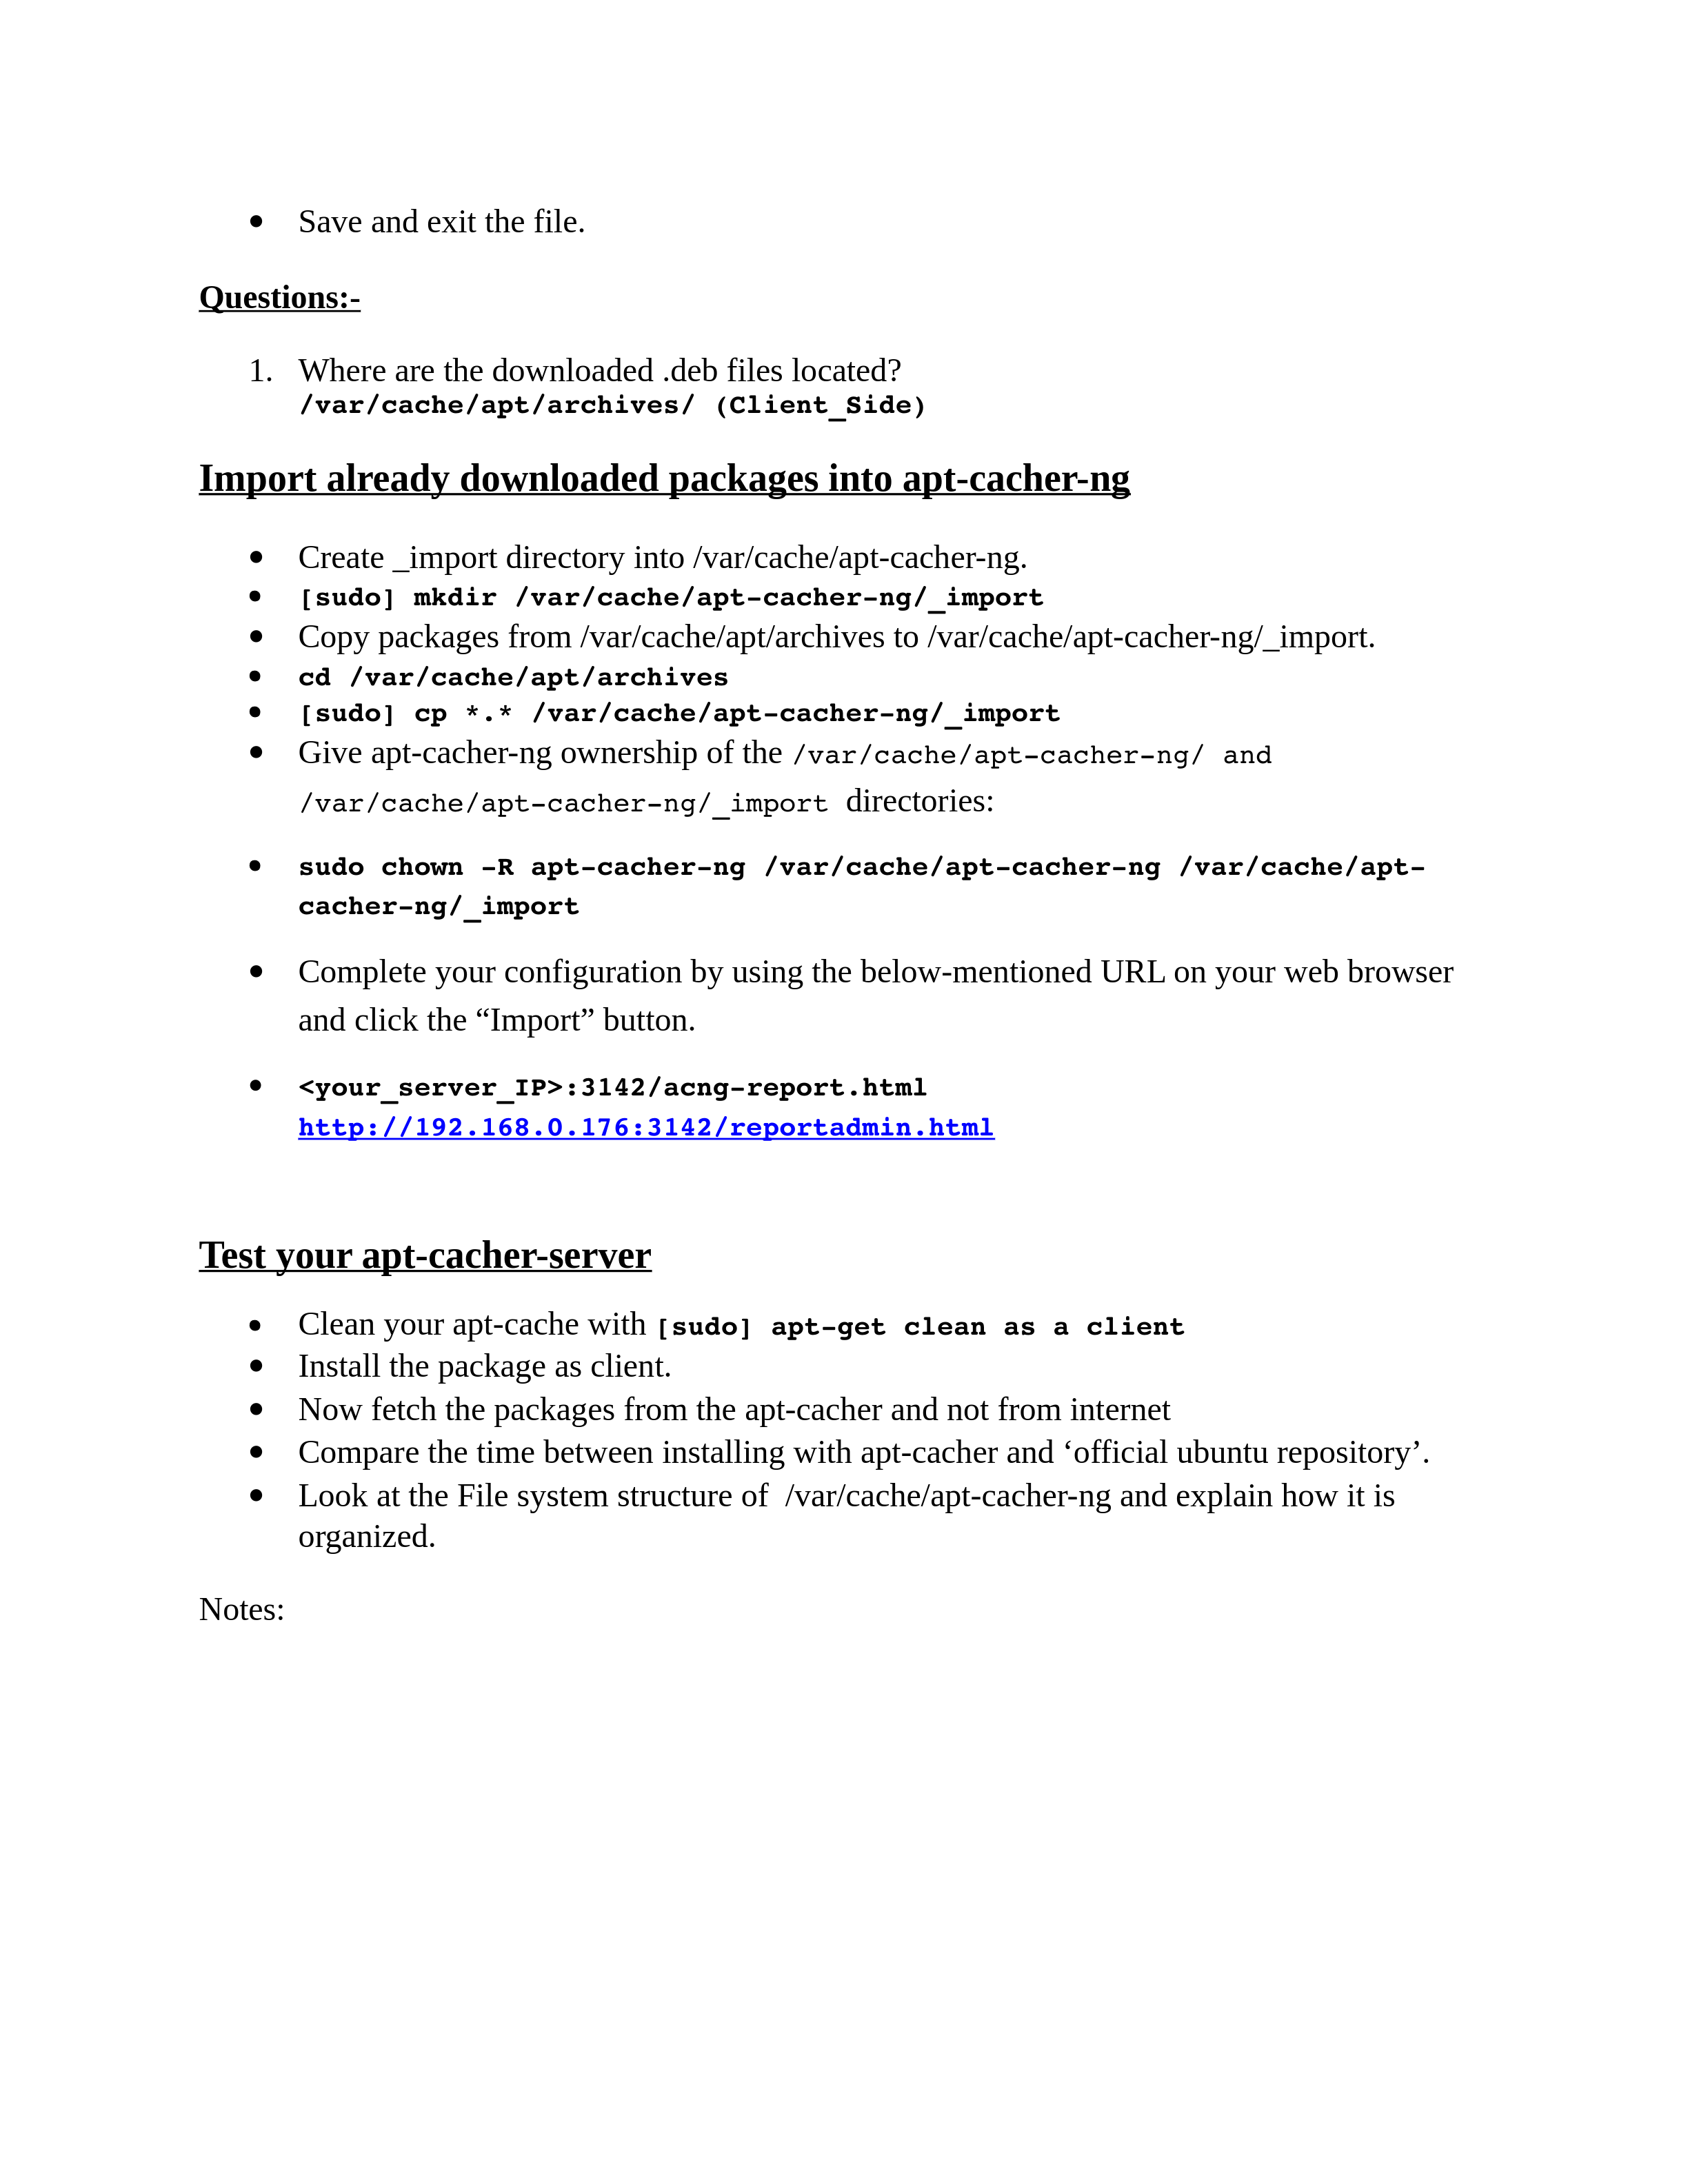 • Save and exit the file.
Questions:-
1. Where are the downloaded .deb files located?
/var/cache/apt/archives/ (Client_Side)
Import already downloaded packages into apt-cacher-ng
• Create _import directory into /var/cache/apt-cacher-ng.
• [sudo] mkdir /var/cache/apt-cacher-ng/_import
• Copy packages from /var/cache/apt/archives to /var/cache/apt-cacher-ng/_import.
• cd /var/cache/apt/archives
• [sudo] cp *.* /var/cache/apt-cacher-ng/_import
• Give apt-cacher-ng ownership of the /var/cache/apt-cacher-ng/ and
/var/cache/apt-cacher-ng/_import directories:
• sudo chown -R apt-cacher-ng /var/cache/apt-cacher-ng /var/cache/apt-
cacher-ng/_import
• Complete your configuration by using the below-mentioned URL on your web browser
and click the “Import” button.
• <your_server_IP>:3142/acng-report.html
http://192.168.0.176:3142/reportadmin.html
Test your apt-cacher-server
• Clean your apt-cache with [sudo] apt-get clean as a client
• Install the package as client.
• Now fetch the packages from the apt-cacher and not from internet
• Compare the time between installing with apt-cacher and ‘official ubuntu repository’.
• Look at the File system structure of  /var/cache/apt-cacher-ng and explain how it is
organized.
Notes: